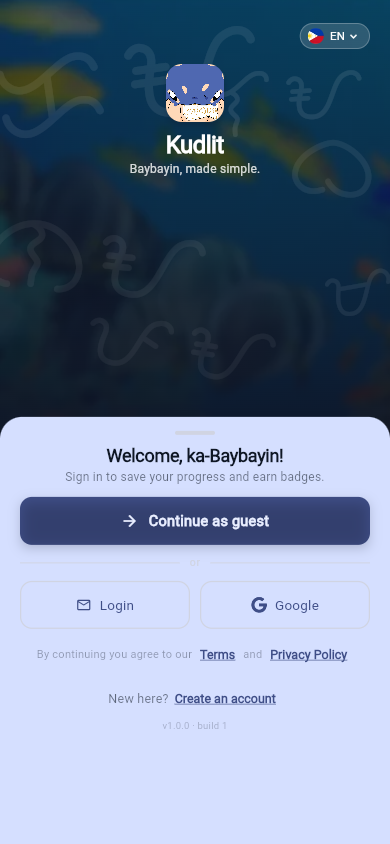 EN
Kudlit
Baybayin, made simple.
Welcome, ka-Baybayin!
Sign in to save your progress and earn badges.
Continue as guest
or
Login
Google
By continuing you agree to our Terms and Privacy Policy
New here? Create an account
v1.0.0 · build 1